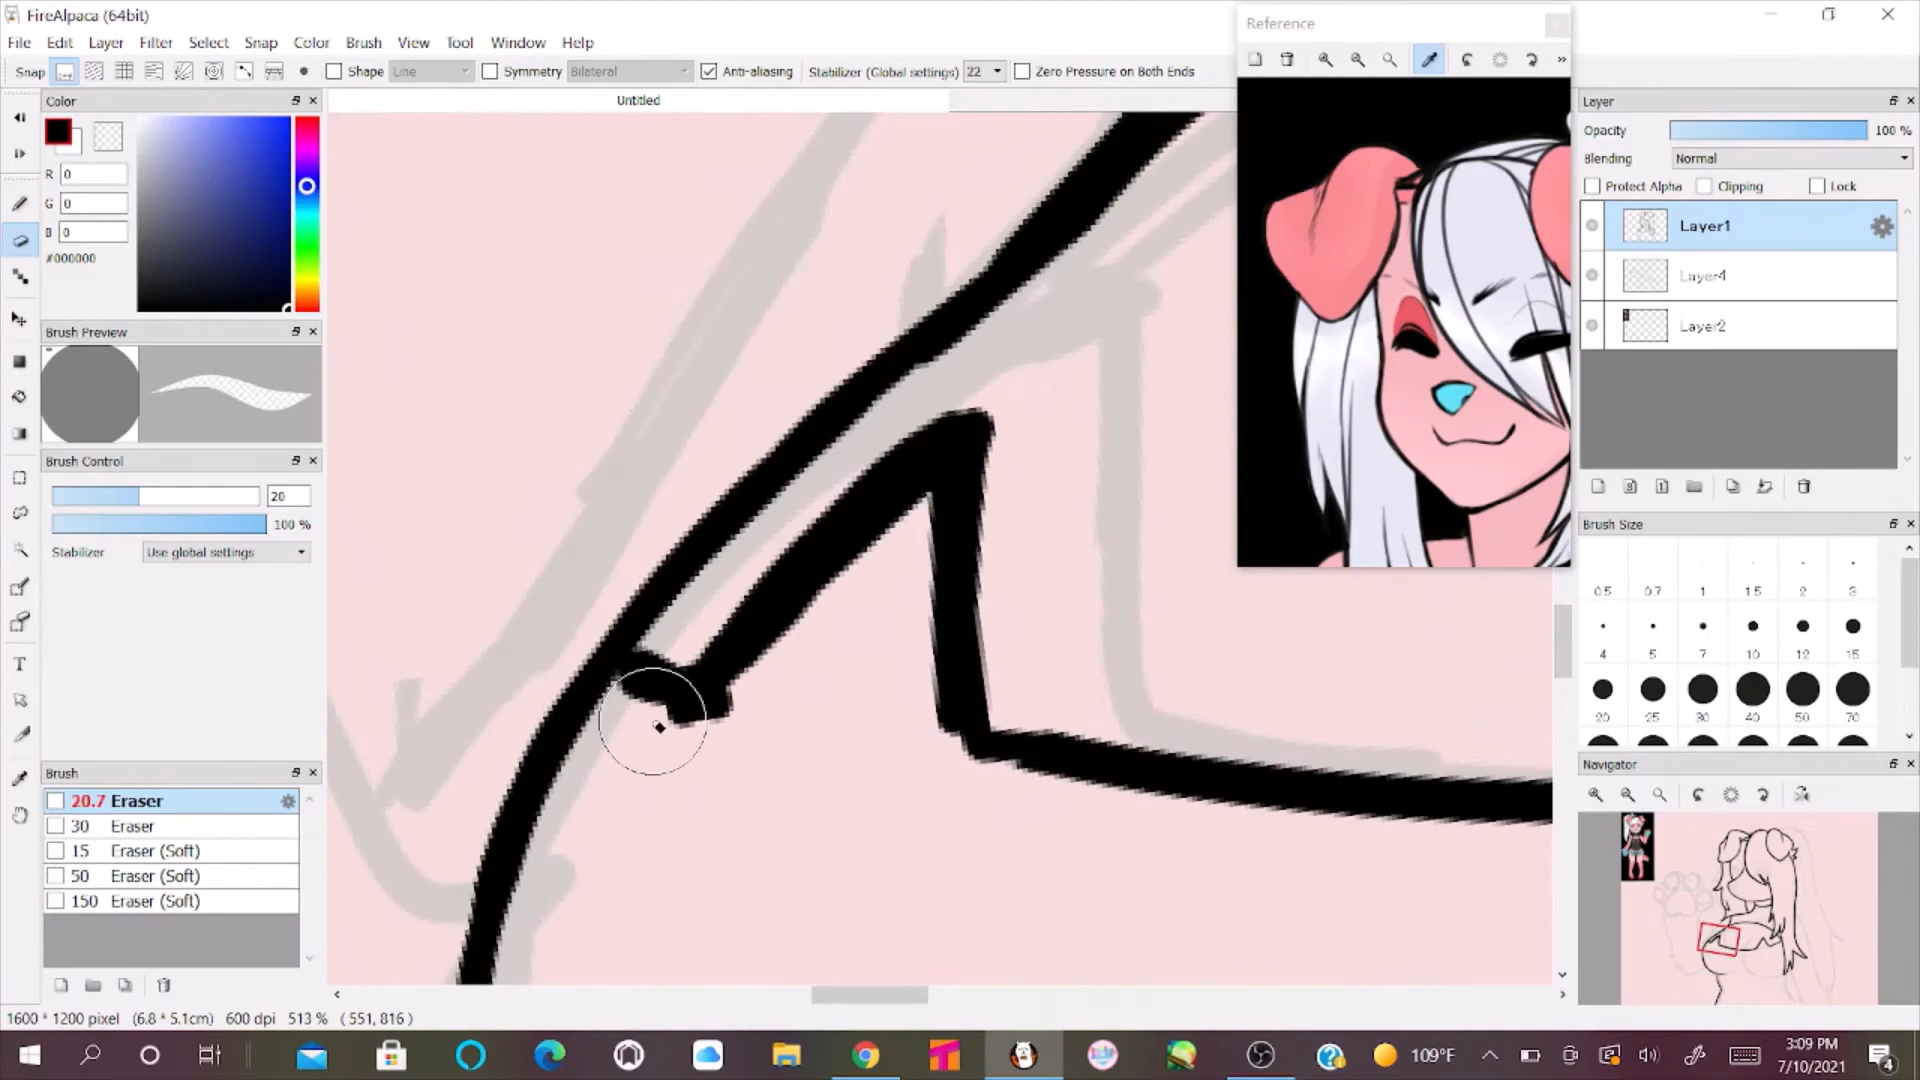 FireAlpaca (64bit)
File Edit Layer Filter Select Snap Color Brush View Tool Window Help
Snap Shape Line Symmetry Bilateral Anti-aliasing Stabilizer (Global settings) 22 Zero Pressure on Both Ends
Reference
»
Color
Untitled
R 0
G 0
B 0
#000000
Brush Preview
Brush Control
20
100 %
Stabilizer Use global settings
Brush
20.7 Eraser
30 Eraser
15 Eraser (Soft)
50 Eraser (Soft)
150 Eraser (Soft)
T
Layer
Opacity 100 %
Blending Normal
Protect Alpha Clipping Lock
Layer1
Layer4
Layer2
Brush Size
0.5 0.7 1 1.5 2 3
4 5 7 10 12 15
20 25 30 40 50 70
Navigator
1600 * 1200 pixel (6.8 * 5.1cm) 600 dpi 513 % ( 551, 816 )
109°F
3:09 PM
7/10/2021
4